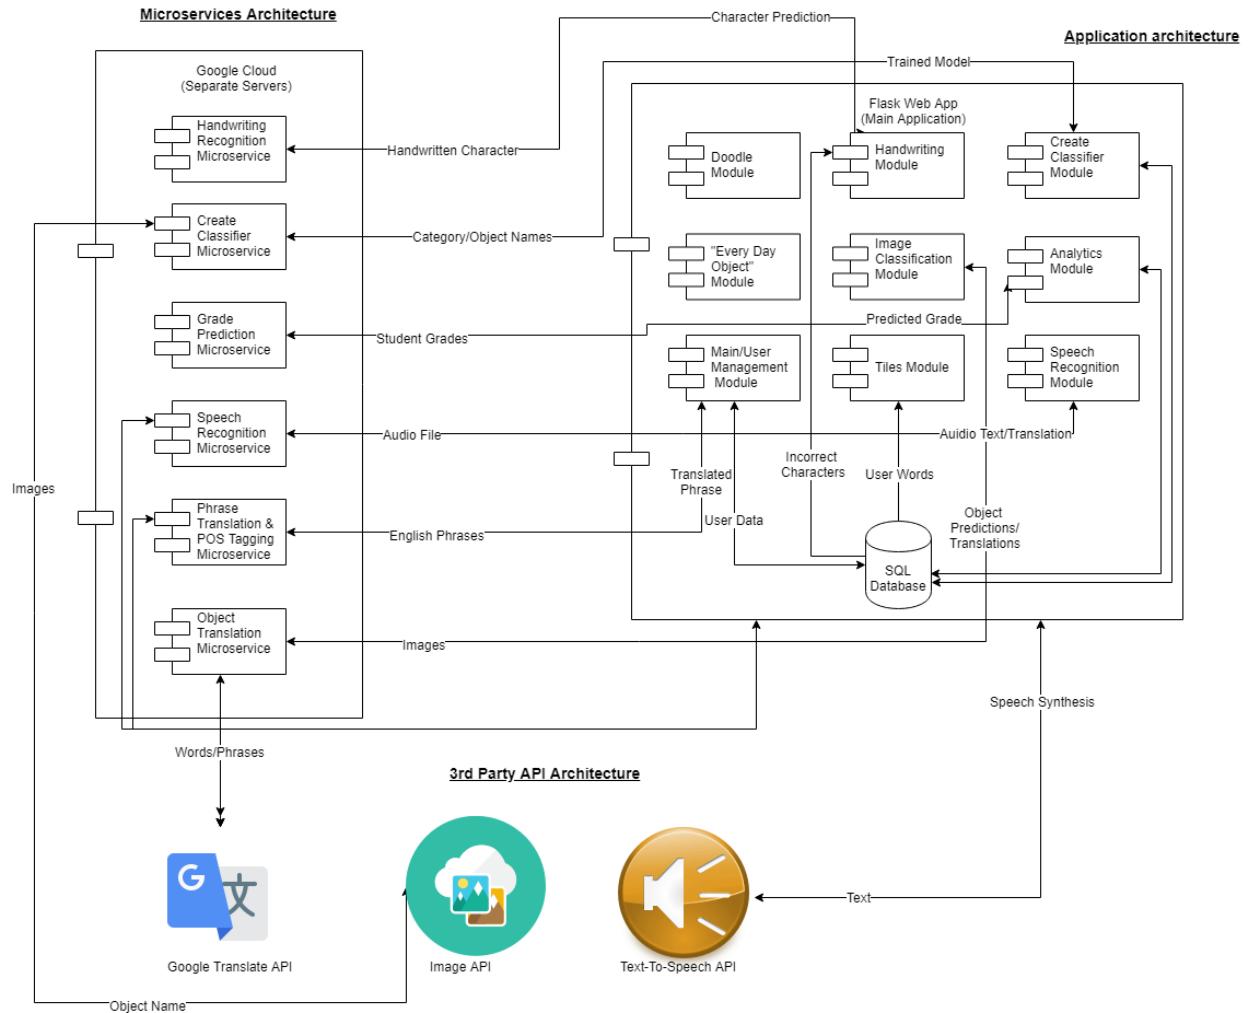 Microservices Architecture
Character Prediction
Application architecture
Google Cloud
(Separate Servers)
Trained Model
Flask Web App
(Main Application)
Handwriting
Recognition
Microservice
Handwritten Character
Doodle
Module
Handwriting
Module
Create
Classifier
Module
Create
Classifier
Microservice
Category/Object Names
"Every Day
Object"
Module
Image
Classification
Module
Analytics
Module
Grade
Prediction
Microservice
Student Grades
Predicted Grade
Main/User
Management
Module
Tiles Module
Speech
Recognition
Module
Speech
Recognition
Microservice
Audio File
Auidio Text/Translation
Images
Translated
Phrase
Incorrect
Characters
User Words
Phrase
Translation &
POS Tagging
Microservice
English Phrases
User Data
Object
Predictions/
Translations
SQL
Database
Object
Translation
Microservice
Images
Speech Synthesis
Words/Phrases
3rd Party API Architecture
G
文
Text
Google Translate API
Image API
Text-To-Speech API
Object Name